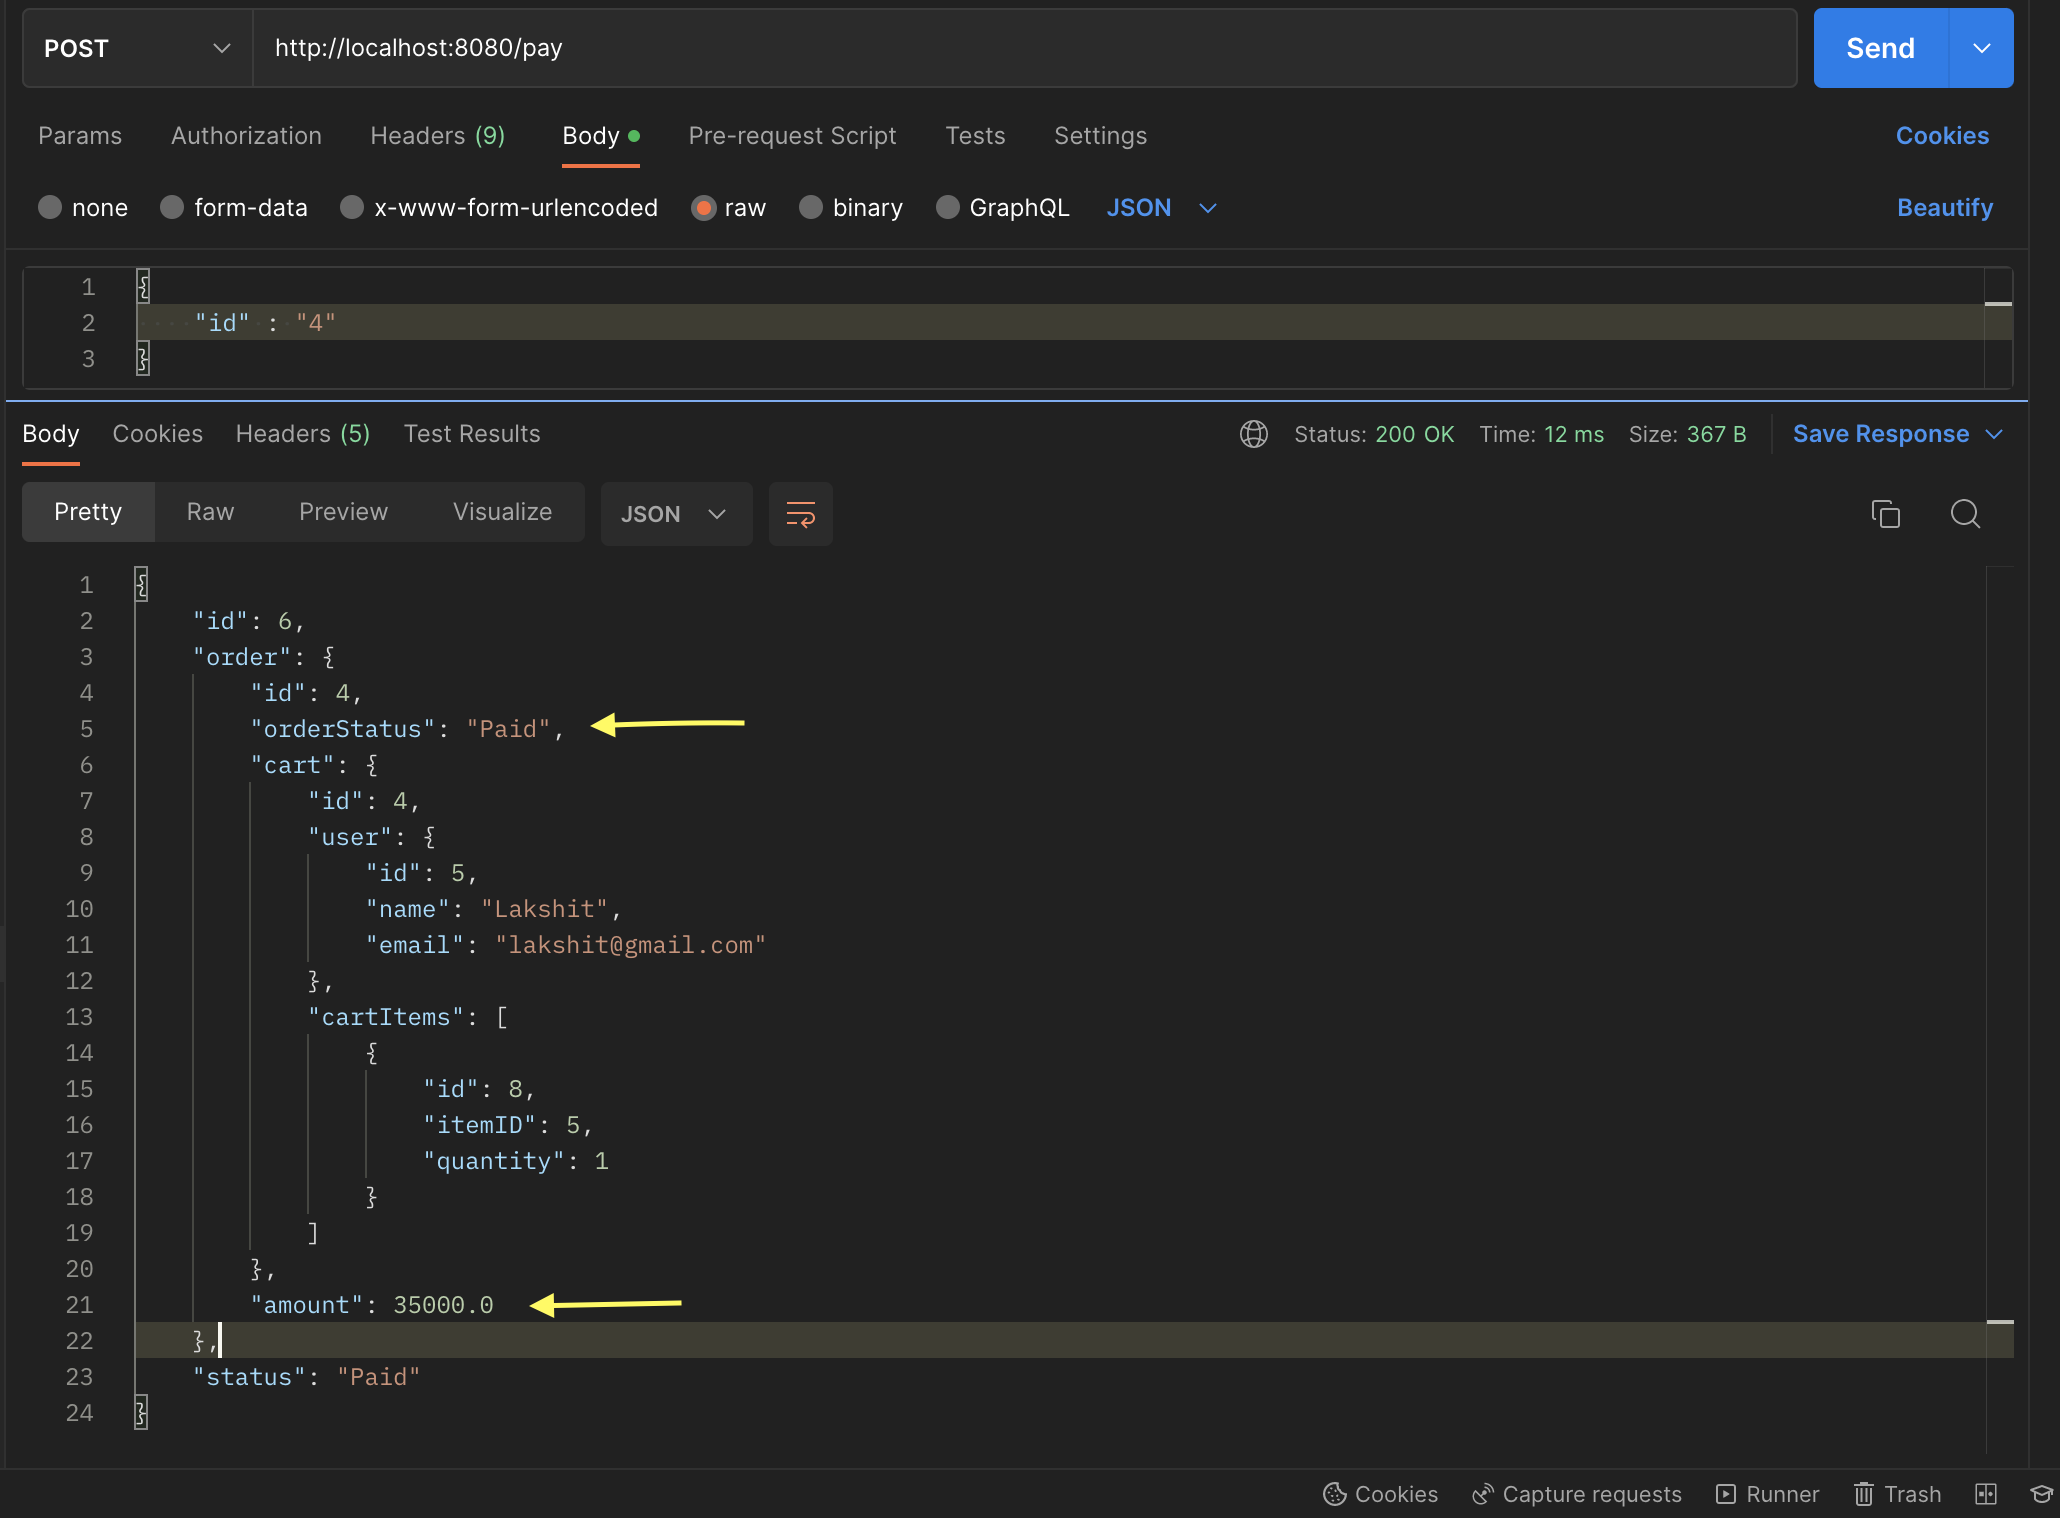 POST http://localhost:8080/pay Send
Params Authorization Headers (9) Body Pre-request Script Tests Settings Cookies
none form-data x-www-form-urlencoded raw binary GraphQL JSON Beautify
1 {
2 "id" : "4"
3 }
Body Cookies Headers (5) Test Results Status: 200 OK Time: 12 ms Size: 367 B Save Response
Pretty Raw Preview Visualize JSON
1 {
2 "id": 6,
3 "order": {
4 "id": 4,
5 "orderStatus": "Paid",
6 "cart": {
7 "id": 4,
8 "user": {
9 "id": 5,
10 "name": "Lakshit",
11 "email": "lakshit@gmail.com"
12 },
13 "cartItems": [
14 {
15 "id": 8,
16 "itemID": 5,
17 "quantity": 1
18 }
19 ]
20 },
21 "amount": 35000.0
22 },
23 "status": "Paid"
24 }
Cookies Capture requests Runner Trash